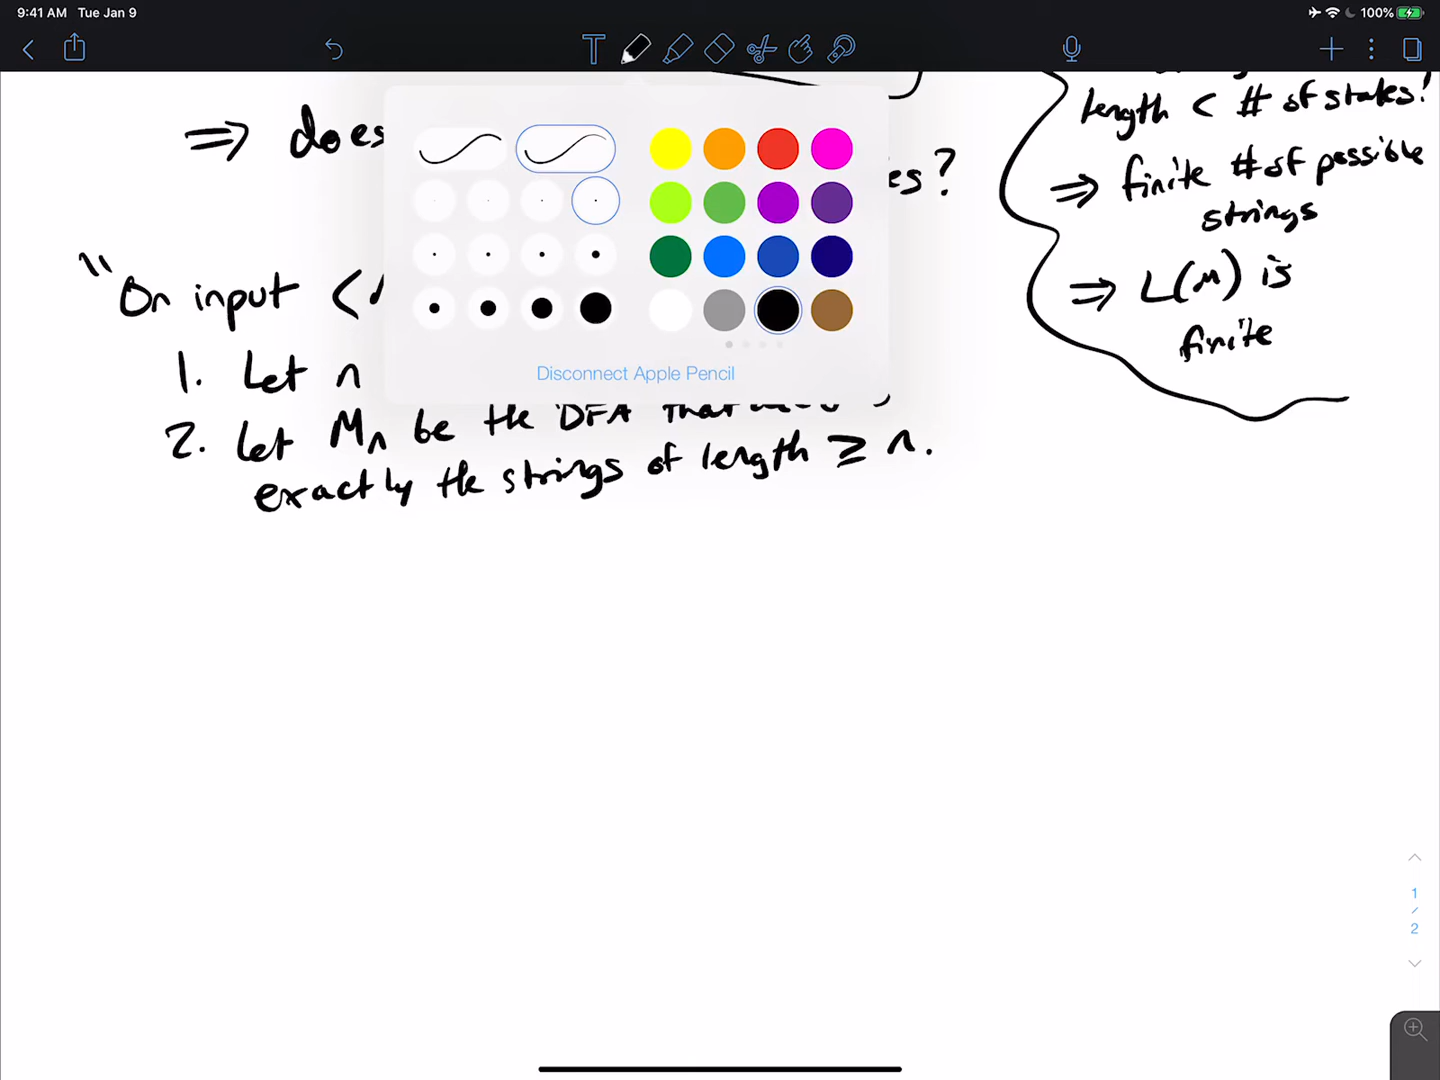 9:41 AM Tue Jan 9
100%
length < # of states!
⇒ does
es?
⇒ finite # of possible
strings
"On input <
⇒ L(M) is
finite
1. Let n
Disconnect Apple Pencil
2. Let Mn be the DFA that
exactly the strings of length ≥ n.
1
/
2